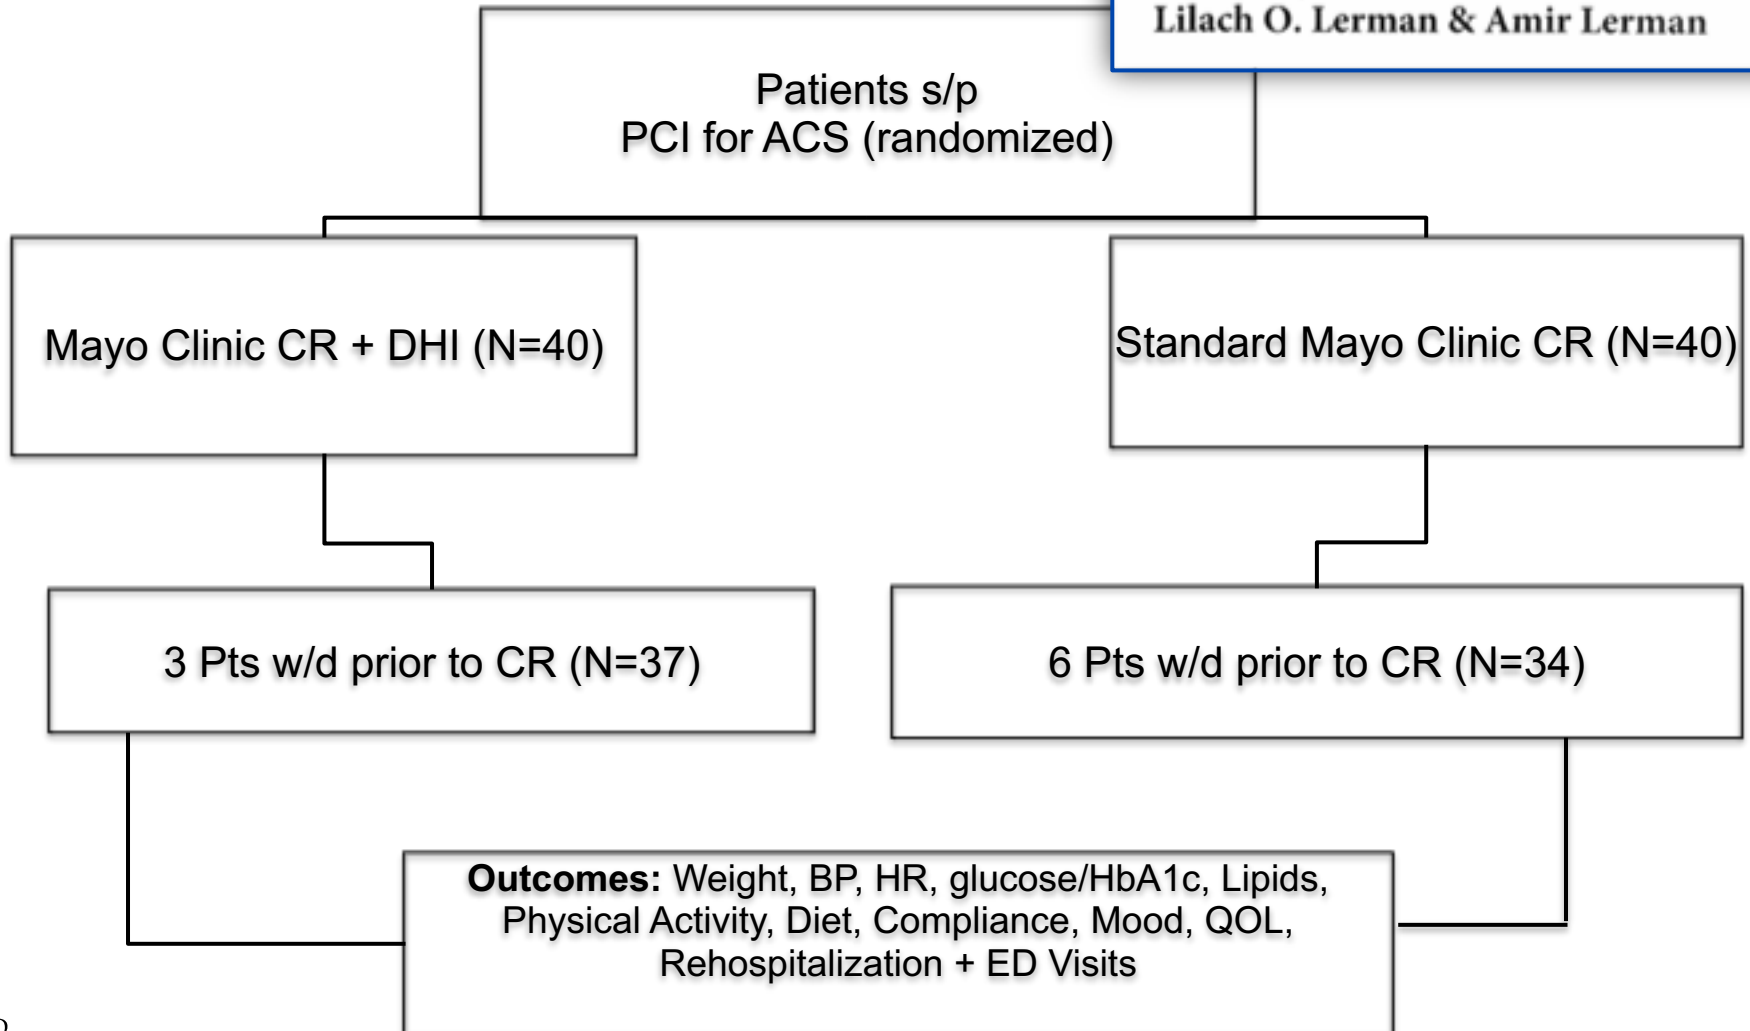 Lilach O. Lerman & Amir Lerman
Patients s/p
PCI for ACS (randomized)
Mayo Clinic CR + DHI (N=40)
Standard Mayo Clinic CR (N=40)
3 Pts w/d prior to CR (N=37)
6 Pts w/d prior to CR (N=34)
Outcomes: Weight, BP, HR, glucose/HbA1c, Lipids,
Physical Activity, Diet, Compliance, Mood, QOL,
Rehospitalization + ED Visits